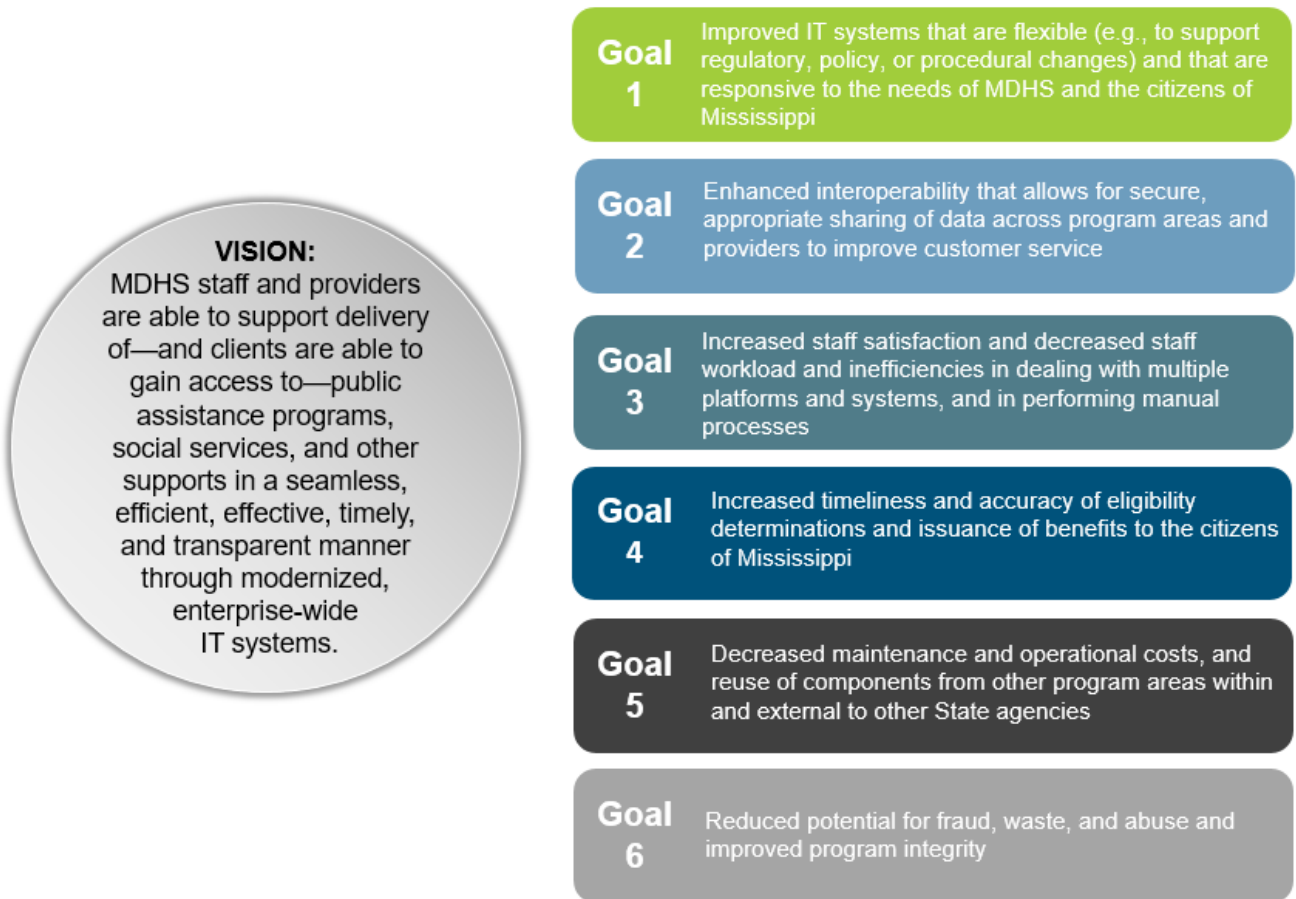 VISION:
MDHS staff and providers
are able to support delivery
of—and clients are able to
gain access to—public
assistance programs,
social services, and other
supports in a seamless,
efficient, effective, timely,
and transparent manner
through modernized,
enterprise-wide
IT systems.
Goal
1
Improved IT systems that are flexible (e.g., to support
regulatory, policy, or procedural changes) and that are
responsive to the needs of MDHS and the citizens of
Mississippi
Goal
2
Enhanced interoperability that allows for secure,
appropriate sharing of data across program areas and
providers to improve customer service
Goal
3
Increased staff satisfaction and decreased staff
workload and inefficiencies in dealing with multiple
platforms and systems, and in performing manual
processes
Goal
4
Increased timeliness and accuracy of eligibility
determinations and issuance of benefits to the citizens
of Mississippi
Goal
5
Decreased maintenance and operational costs, and
reuse of components from other program areas within
and external to other State agencies
Goal
6
Reduced potential for fraud, waste, and abuse and
improved program integrity